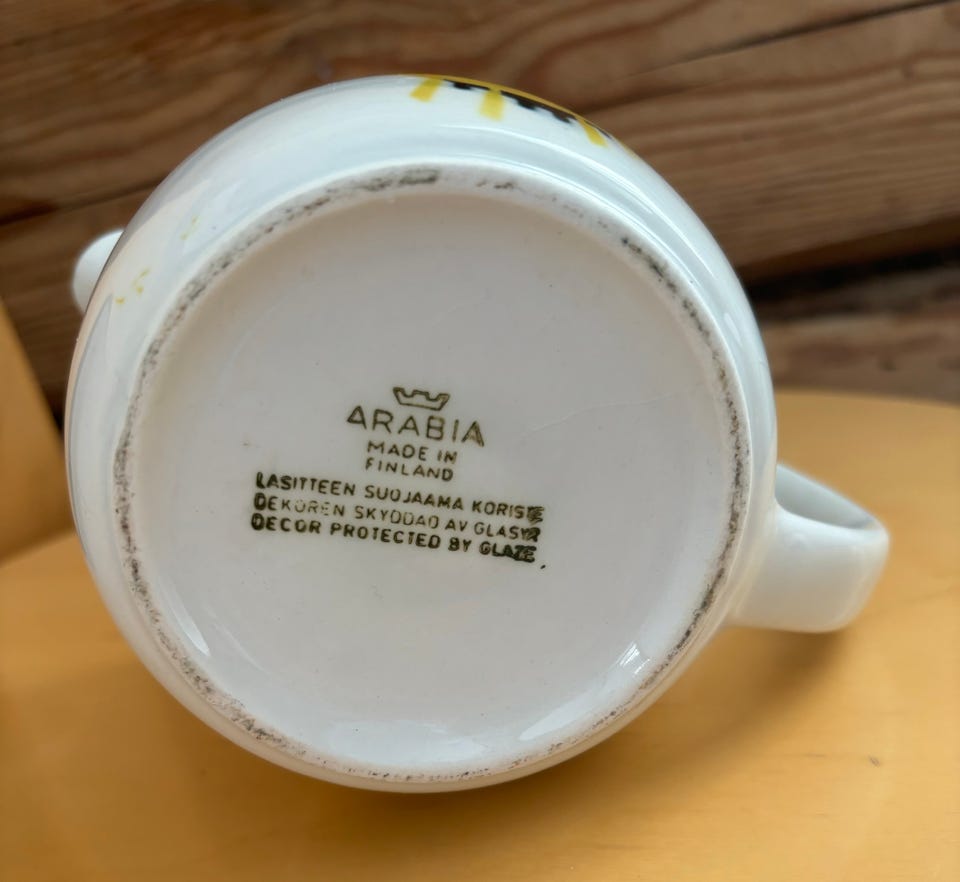 ARABIA
MADE IN
FINLAND
LASITTEEN SUOJAAMA KORISTE
DEKOREN SKYDDAD AV GLASYR
DECOR PROTECTED BY GLAZE.